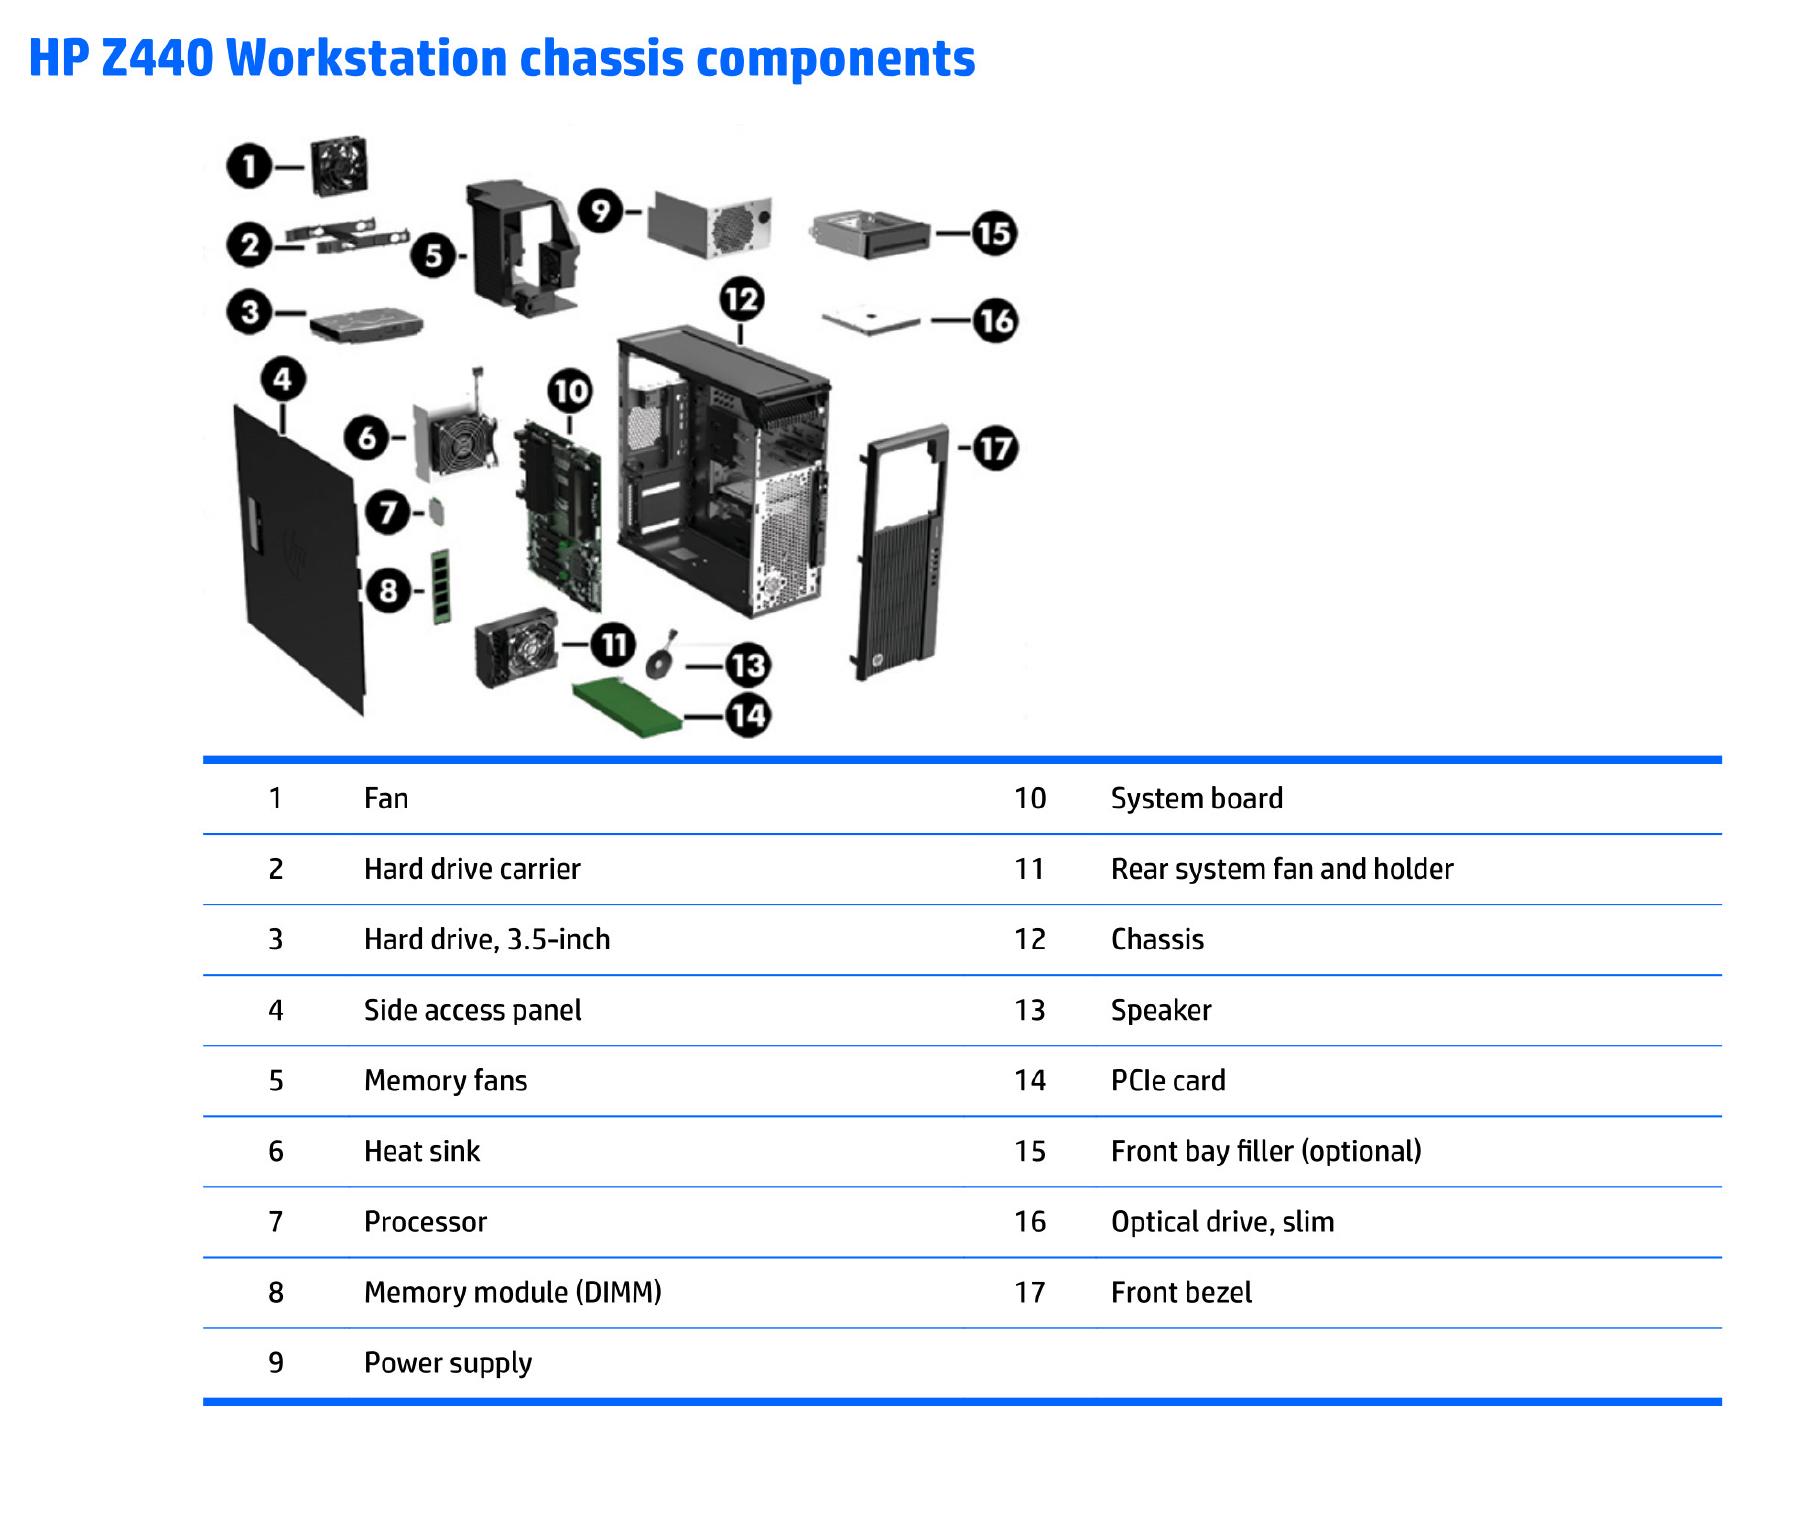 HP Z440 Workstation chassis components
1
2
3
4
5
6
7
8
9
10
11
12
13
14
15
16
17
1 Fan 10 System board
2 Hard drive carrier 11 Rear system fan and holder
3 Hard drive, 3.5-inch 12 Chassis
4 Side access panel 13 Speaker
5 Memory fans 14 PCIe card
6 Heat sink 15 Front bay filler (optional)
7 Processor 16 Optical drive, slim
8 Memory module (DIMM) 17 Front bezel
9 Power supply